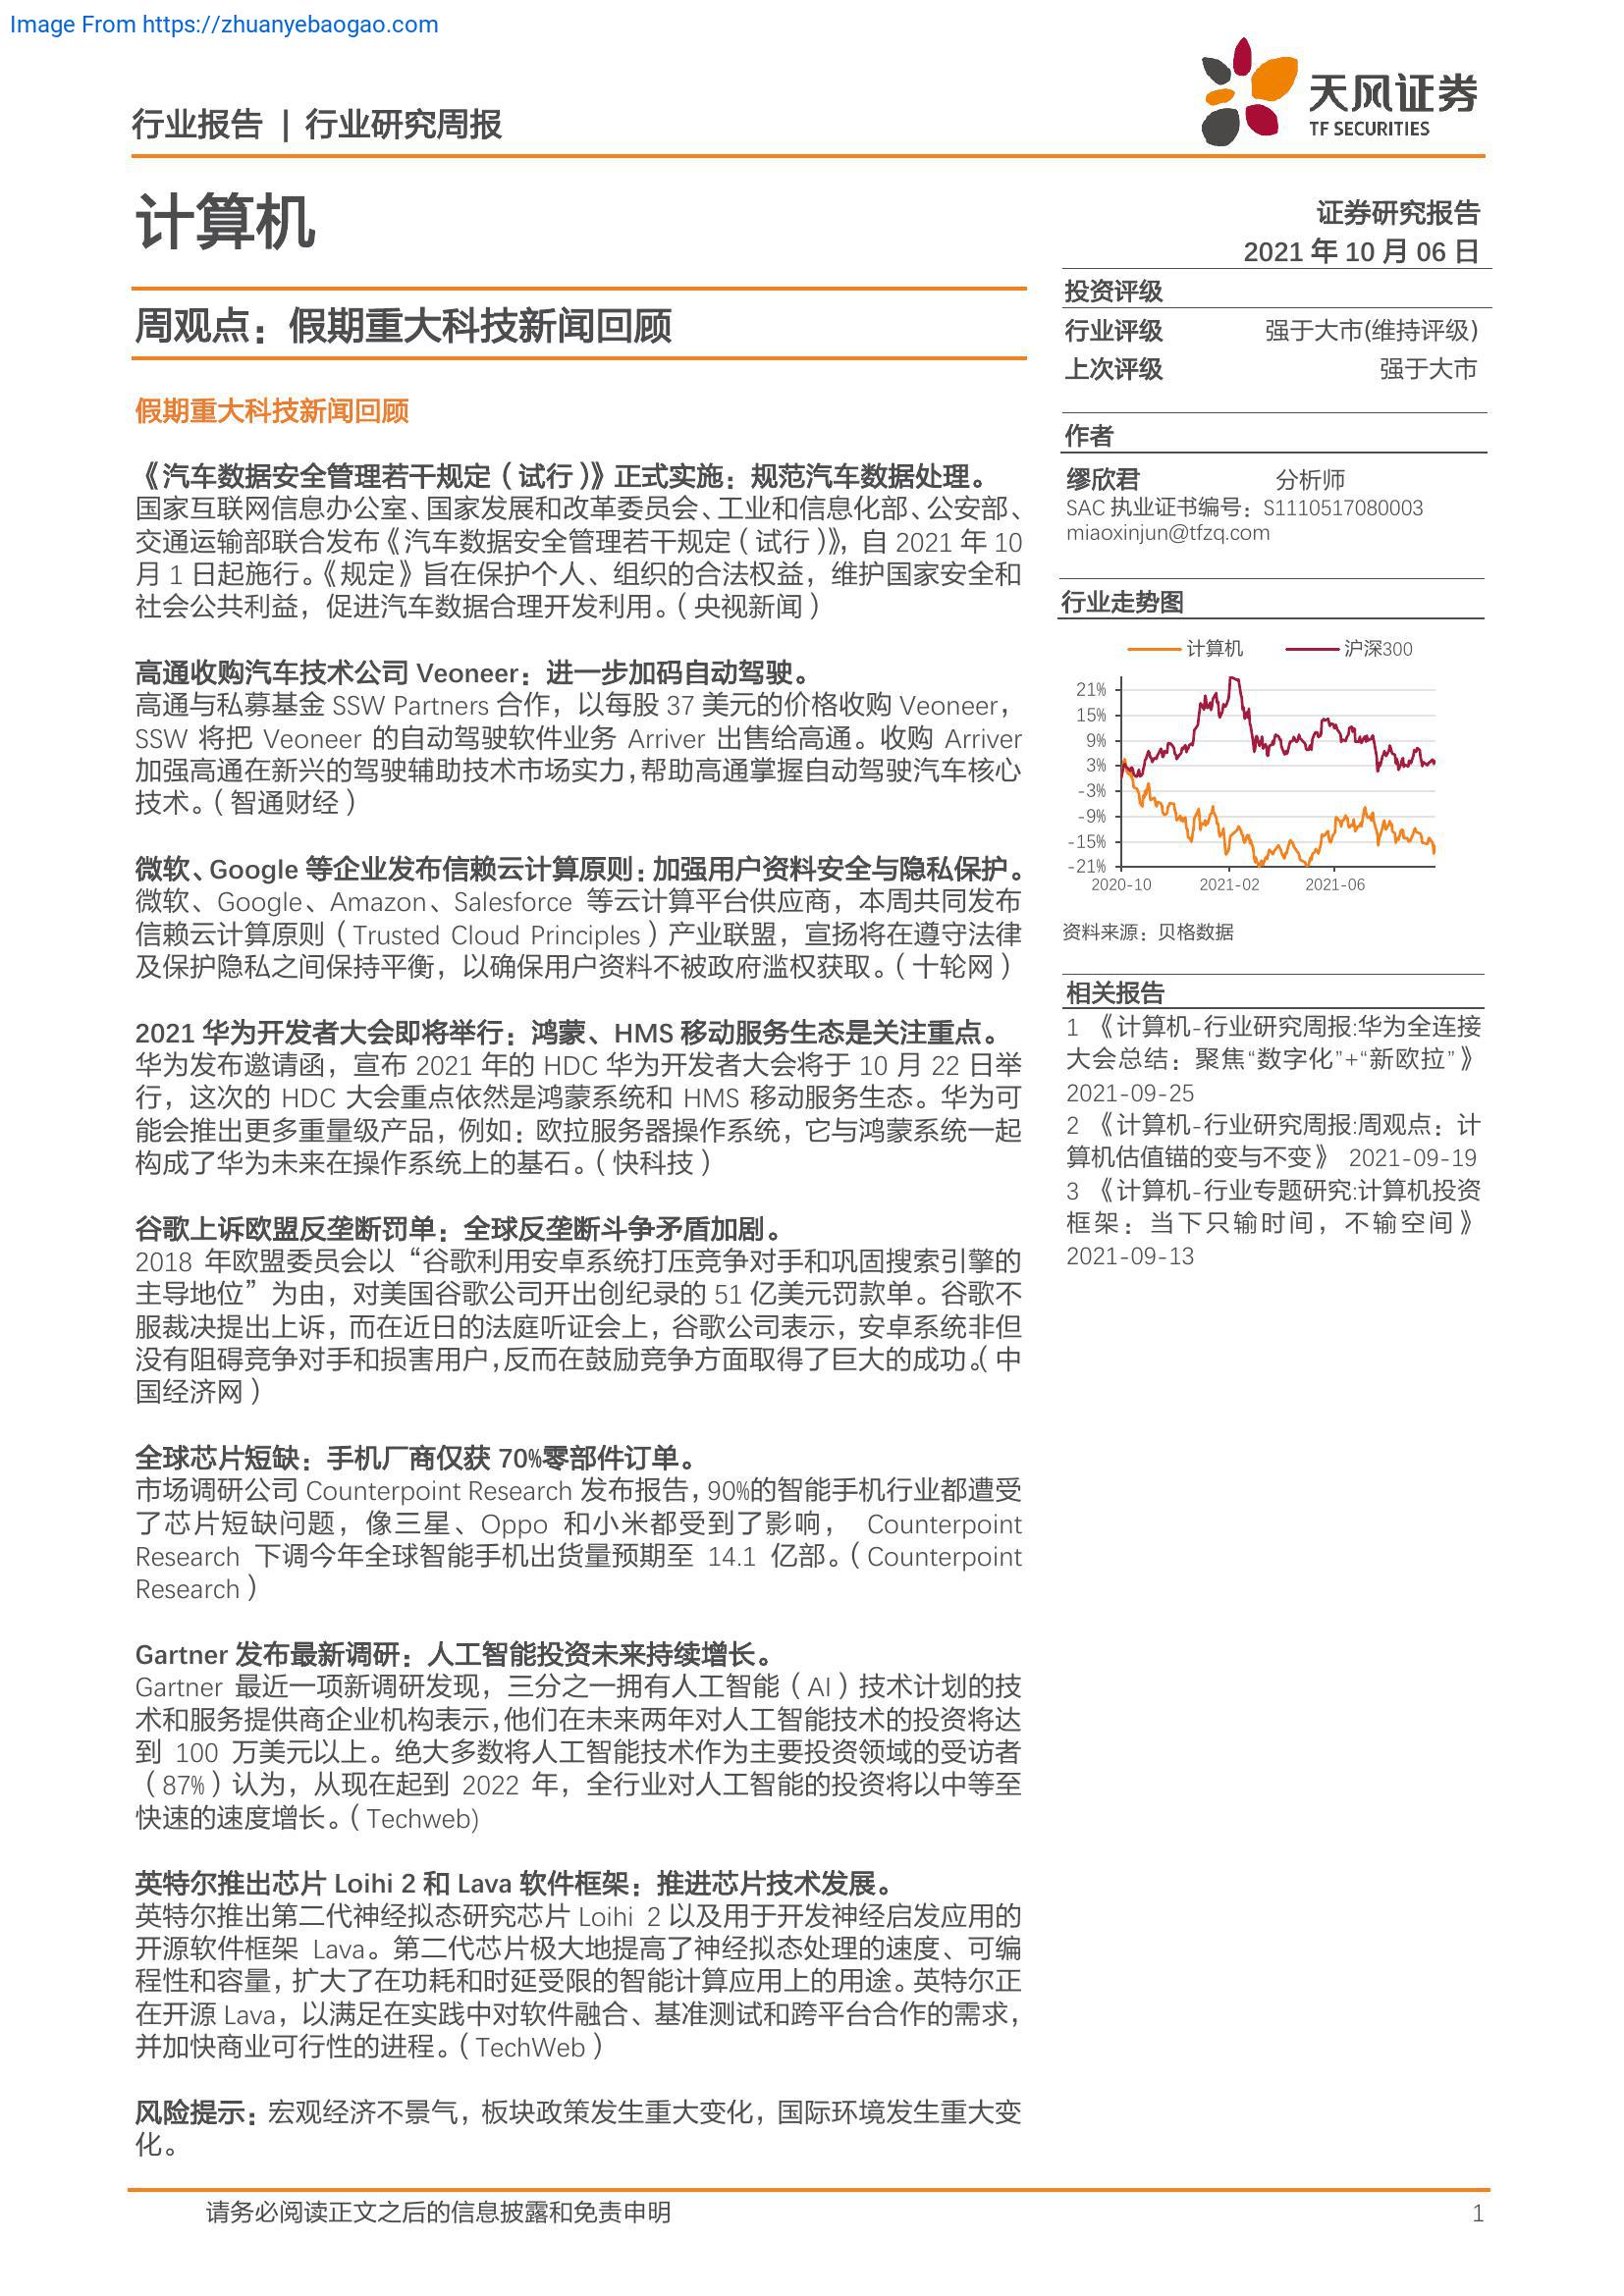 Image From https://zhuanyebaogao.com
行业报告 | 行业研究周报
天风证券
TF SECURITIES
计算机
证券研究报告
2021 年 10 月 06 日
周观点：假期重大科技新闻回顾
假期重大科技新闻回顾
《汽车数据安全管理若干规定（试行）》正式实施：规范汽车数据处理。
国家互联网信息办公室、国家发展和改革委员会、工业和信息化部、公安部、
交通运输部联合发布《汽车数据安全管理若干规定（试行）》，自 2021 年 10
月 1 日起施行。《规定》旨在保护个人、组织的合法权益，维护国家安全和
社会公共利益，促进汽车数据合理开发利用。（央视新闻）
高通收购汽车技术公司 Veoneer：进一步加码自动驾驶。
高通与私募基金 SSW Partners 合作，以每股 37 美元的价格收购 Veoneer，
SSW 将把 Veoneer 的自动驾驶软件业务 Arriver 出售给高通。收购 Arriver
加强高通在新兴的驾驶辅助技术市场实力，帮助高通掌握自动驾驶汽车核心
技术。（智通财经）
微软、Google 等企业发布信赖云计算原则：加强用户资料安全与隐私保护。
微软、Google、Amazon、Salesforce 等云计算平台供应商，本周共同发布
信赖云计算原则（Trusted Cloud Principles）产业联盟，宣扬将在遵守法律
及保护隐私之间保持平衡，以确保用户资料不被政府滥权获取。（十轮网）
2021 华为开发者大会即将举行：鸿蒙、HMS 移动服务生态是关注重点。
华为发布邀请函，宣布 2021 年的 HDC 华为开发者大会将于 10 月 22 日举
行，这次的 HDC 大会重点依然是鸿蒙系统和 HMS 移动服务生态。华为可
能会推出更多重量级产品，例如：欧拉服务器操作系统，它与鸿蒙系统一起
构成了华为未来在操作系统上的基石。（快科技）
谷歌上诉欧盟反垄断罚单：全球反垄断斗争矛盾加剧。
2018 年欧盟委员会以“谷歌利用安卓系统打压竞争对手和巩固搜索引擎的
主导地位”为由，对美国谷歌公司开出创纪录的 51 亿美元罚款单。谷歌不
服裁决提出上诉，而在近日的法庭听证会上，谷歌公司表示，安卓系统非但
没有阻碍竞争对手和损害用户，反而在鼓励竞争方面取得了巨大的成功。（中
国经济网）
全球芯片短缺：手机厂商仅获 70%零部件订单。
市场调研公司 Counterpoint Research 发布报告，90%的智能手机行业都遭受
了芯片短缺问题，像三星、Oppo 和小米都受到了影响， Counterpoint
Research 下调今年全球智能手机出货量预期至 14.1 亿部。（Counterpoint
Research）
Gartner 发布最新调研：人工智能投资未来持续增长。
Gartner 最近一项新调研发现，三分之一拥有人工智能（AI）技术计划的技
术和服务提供商企业机构表示，他们在未来两年对人工智能技术的投资将达
到 100 万美元以上。绝大多数将人工智能技术作为主要投资领域的受访者
（87%）认为，从现在起到 2022 年，全行业对人工智能的投资将以中等至
快速的速度增长。（Techweb)
英特尔推出芯片 Loihi 2 和 Lava 软件框架：推进芯片技术发展。
英特尔推出第二代神经拟态研究芯片 Loihi 2 以及用于开发神经启发应用的
开源软件框架 Lava。第二代芯片极大地提高了神经拟态处理的速度、可编
程性和容量，扩大了在功耗和时延受限的智能计算应用上的用途。英特尔正
在开源 Lava，以满足在实践中对软件融合、基准测试和跨平台合作的需求，
并加快商业可行性的进程。（TechWeb）
风险提示：宏观经济不景气，板块政策发生重大变化，国际环境发生重大变
化。
投资评级
行业评级 强于大市(维持评级)
上次评级 强于大市
作者
缪欣君 分析师
SAC 执业证书编号：S1110517080003
miaoxinjun@tfzq.com
行业走势图
计算机 沪深300
21%
15%
9%
3%
-3%
-9%
-15%
-21%
2020-10 2021-02 2021-06
资料来源：贝格数据
相关报告
1 《计算机-行业研究周报:华为全连接
大会总结：聚焦“数字化”+“新欧拉”》
2021-09-25
2 《计算机-行业研究周报:周观点：计
算机估值锚的变与不变》 2021-09-19
3 《计算机-行业专题研究:计算机投资
框架：当下只输时间，不输空间》
2021-09-13
请务必阅读正文之后的信息披露和免责申明 1